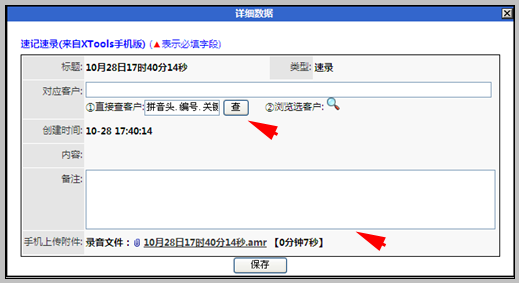 详细数据
速记速录(来自XTools手机版) (▲表示必填字段)
标题: 10月28日17时40分14秒 类型: 速录
对应客户:
①直接查客户: 拼音头.编号.关 查 ②浏览选客户:
创建时间: 10-28 17:40:14
内容:
备注:
手机上传附件: 录音文件： 10月28日17时40分14秒.amr 【0分钟7秒】
保存